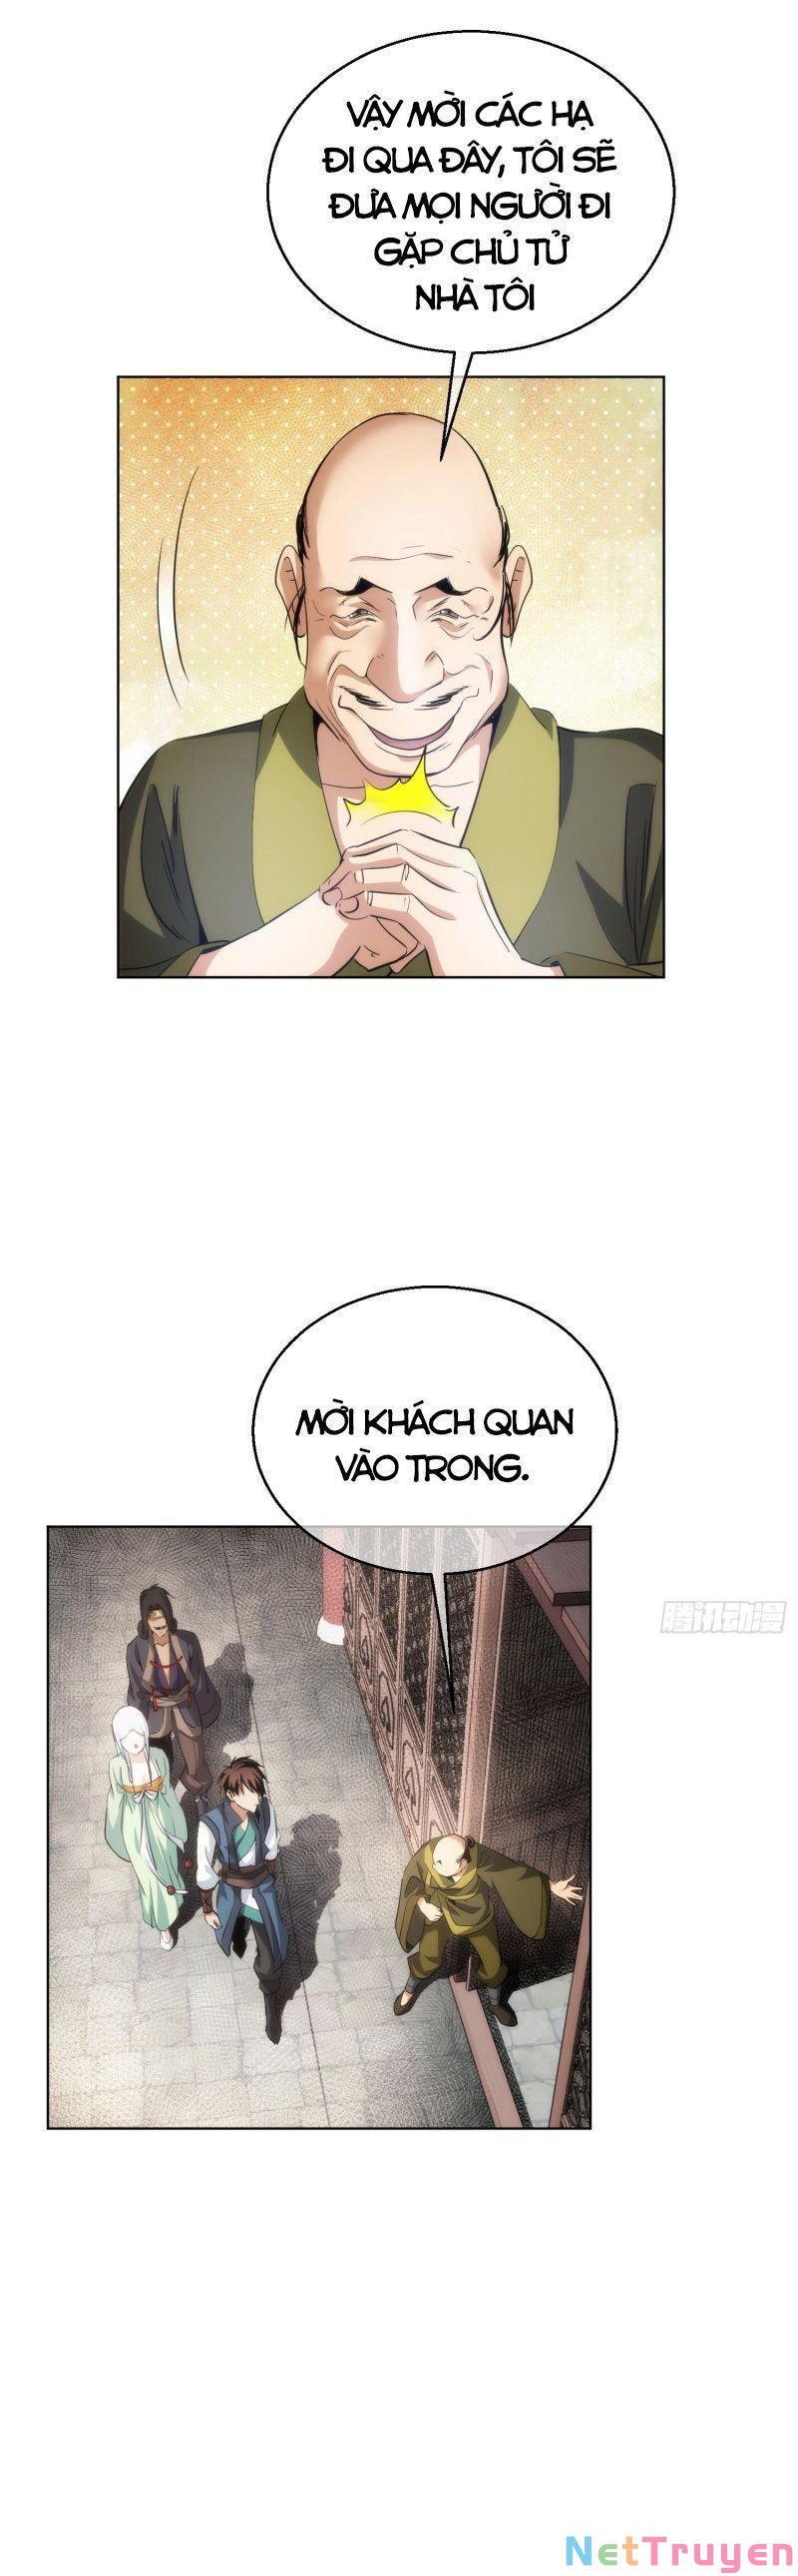 VẬY MỜI CÁC HẠ
ĐI QUA ĐÂY, TÔI SẼ
ĐƯA MỌI NGƯỜI ĐI
GẶP CHỦ TỬ
NHÀ TÔI
MỜI KHÁCH QUAN
VÀO TRONG.
腾讯动漫
NetTruyen